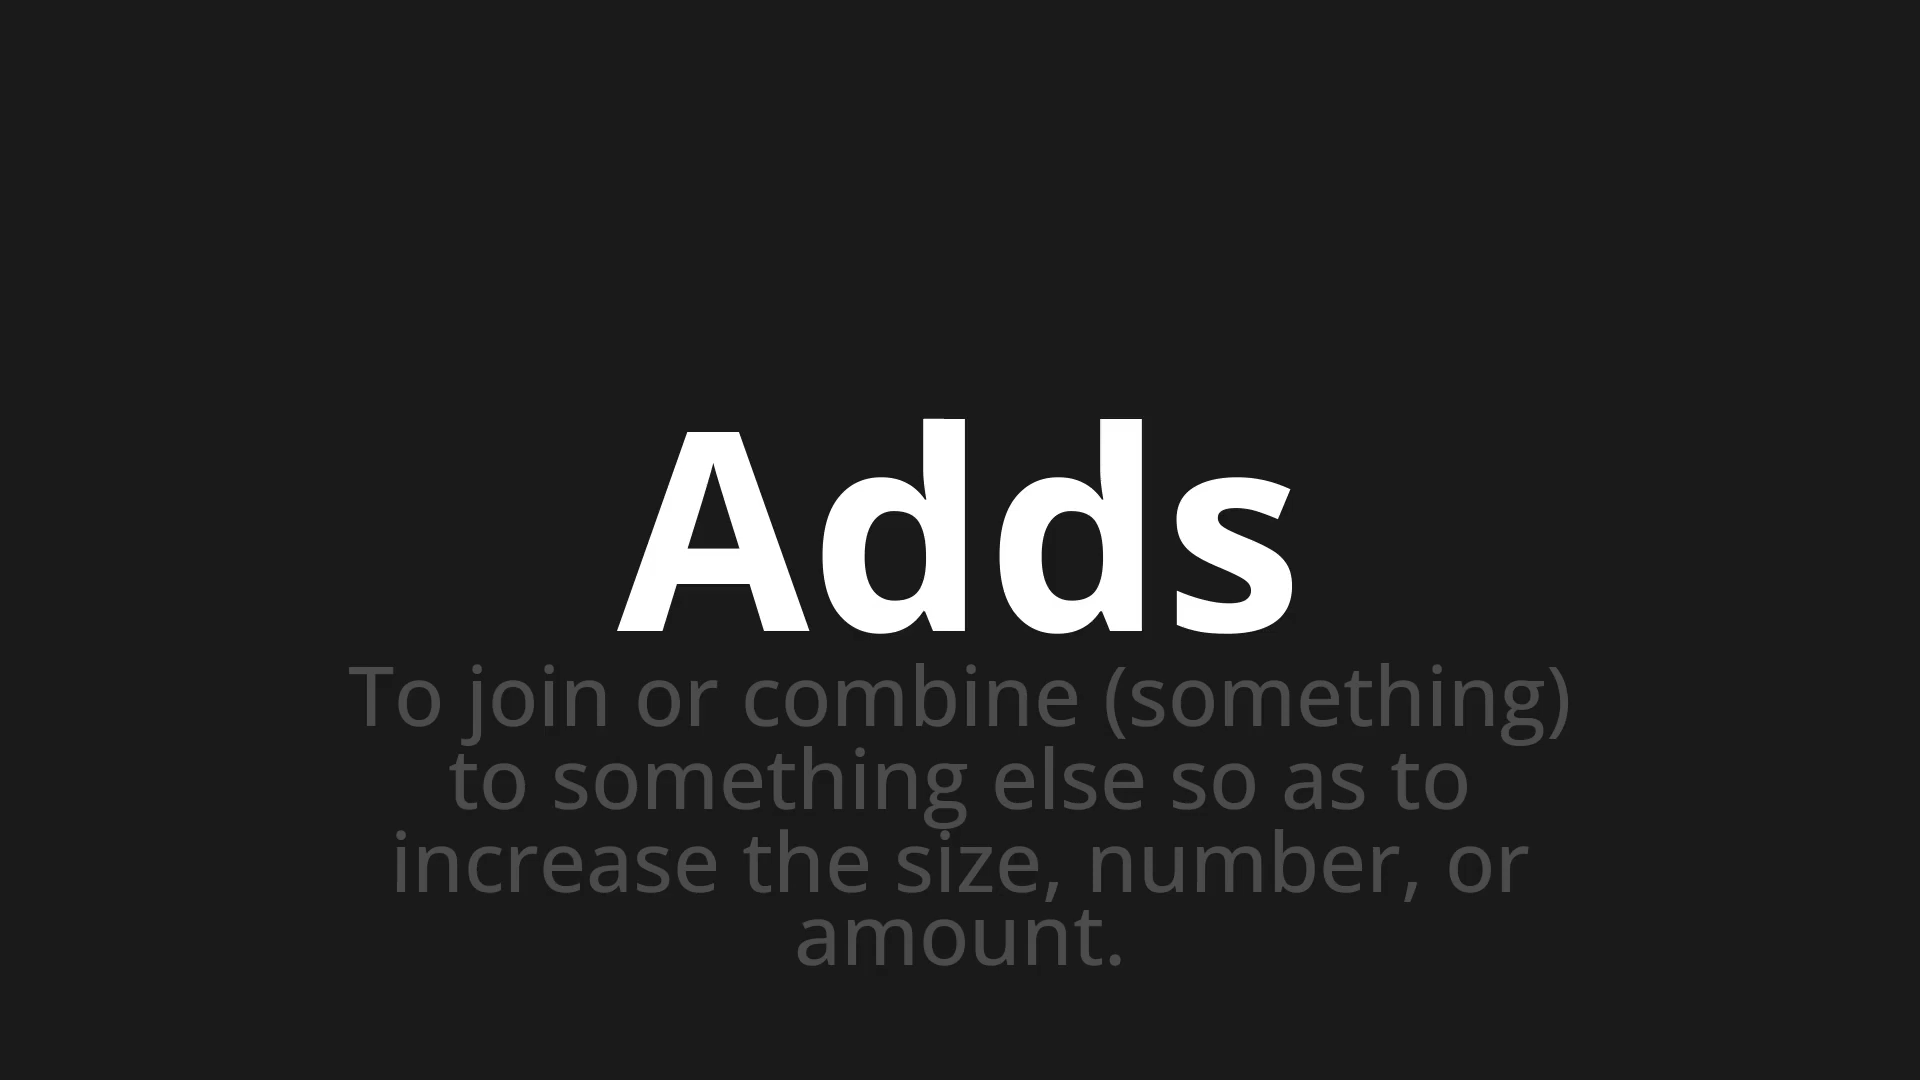 Adds
To join or combine (something)
to something else so as to
increase the size, number, or
amount.